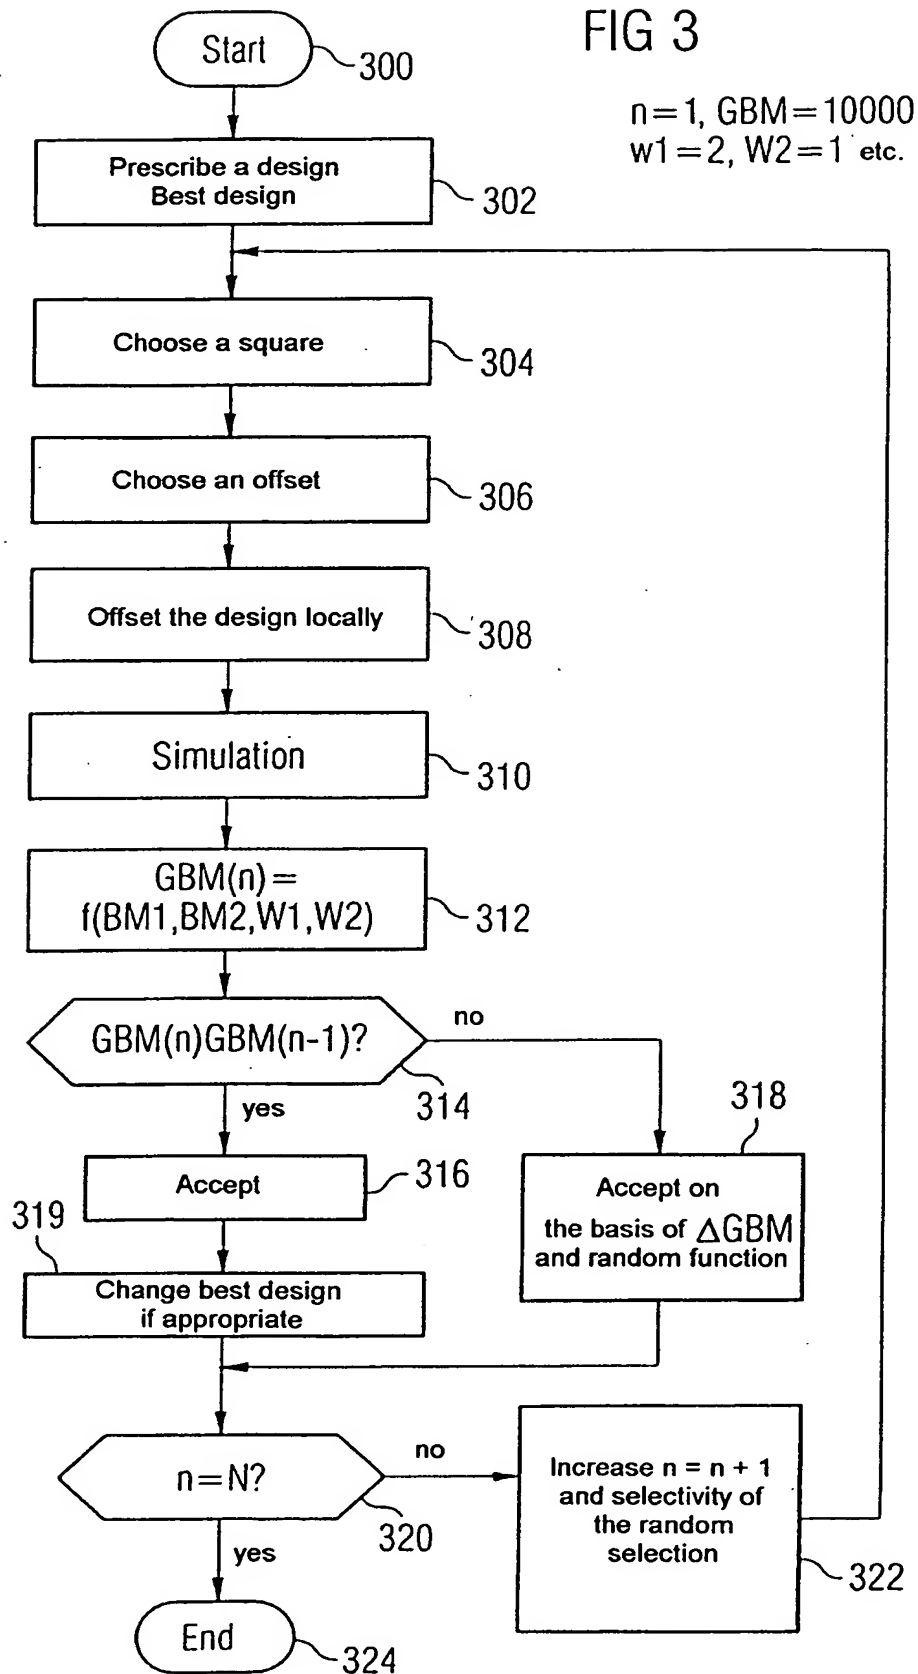 FIG 3
Start
300
n=1, GBM=10000
w1=2, W2=1 etc.
Prescribe a design
Best design
302
Choose a square
304
Choose an offset
306
Offset the design locally
308
Simulation
310
GBM(n)=
f(BM1,BM2,W1,W2)
312
GBM(n)GBM(n-1)?
314
no
yes
318
Accept
316
Accept on
the basis of ΔGBM
and random function
319
Change best design
if appropriate
n=N?
320
no
yes
Increase n = n + 1
and selectivity of
the random
selection
322
End
324